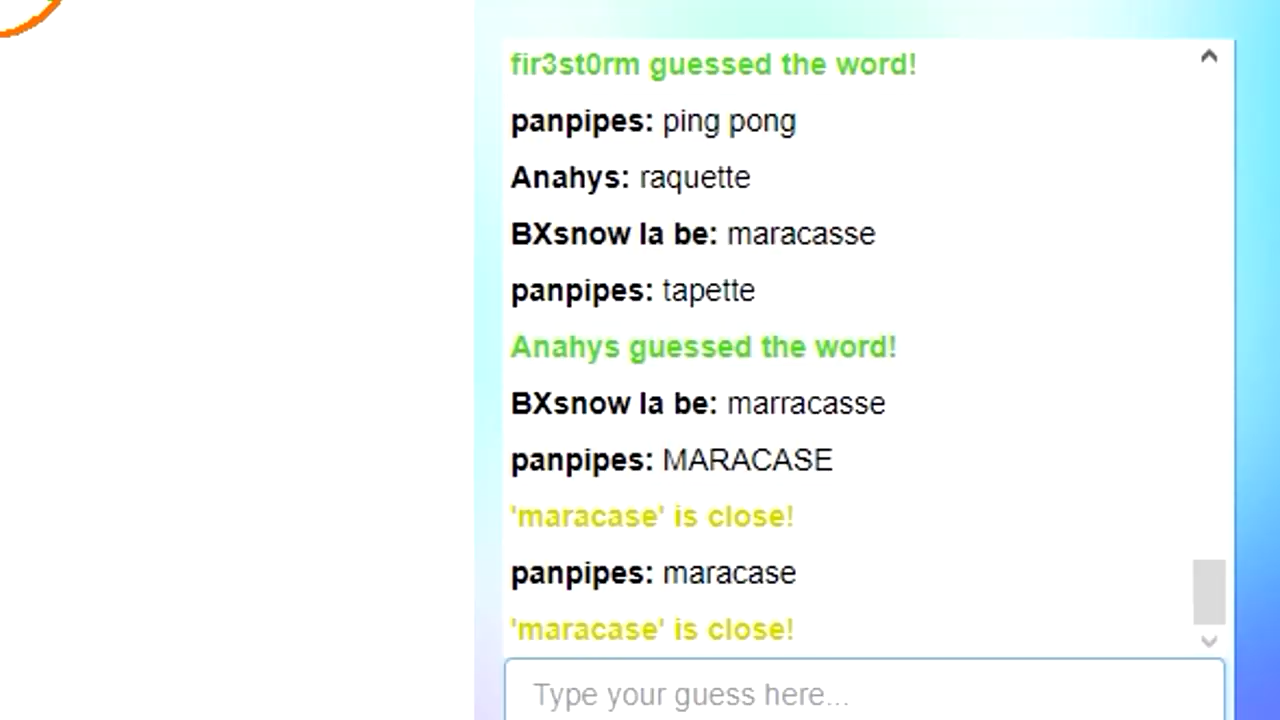 fir3st0rm guessed the word!
panpipes: ping pong
Anahys: raquette
BXsnow la be: maracasse
panpipes: tapette
Anahys guessed the word!
BXsnow la be: marracasse
panpipes: MARACASE
'maracase' is close!
panpipes: maracase
'maracase' is close!
Type your guess here...